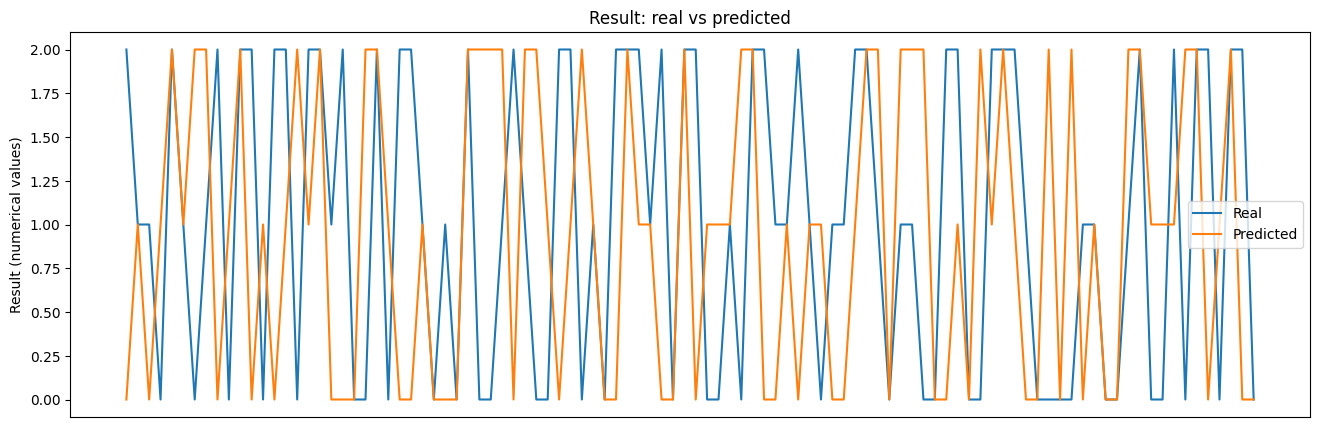 Result: real vs predicted
Result (numerical values)
2.00
1.75
1.50
1.25
1.00
0.75
0.50
0.25
0.00
Real
Predicted